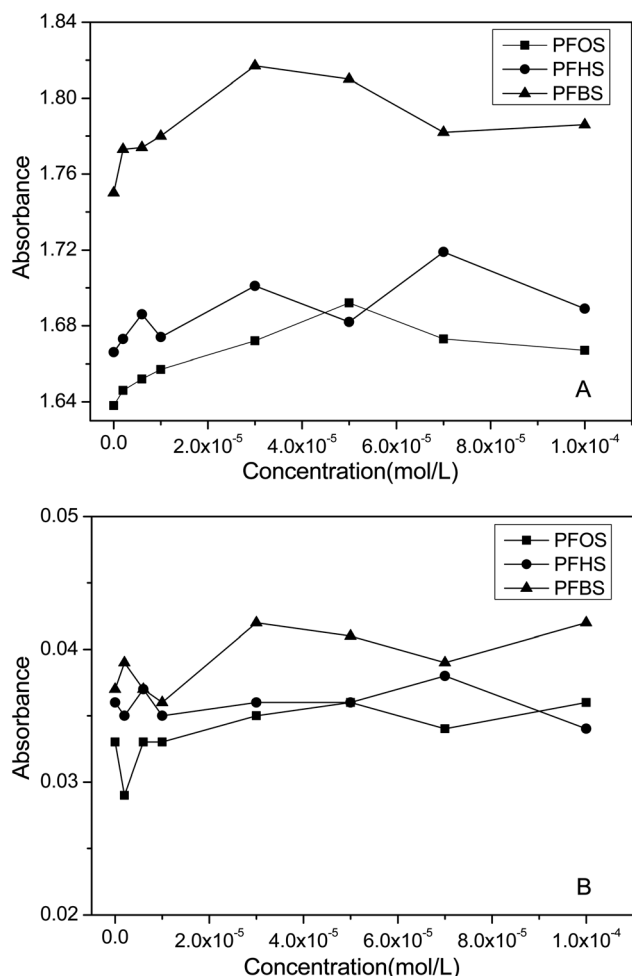 1.84
1.80
1.76
1.72
1.68
1.64
Absorbance
PFOS
PFHS
PFBS
A
0.0 2.0x10⁻⁵ 4.0x10⁻⁵ 6.0x10⁻⁵ 8.0x10⁻⁵ 1.0x10⁻⁴
Concentration(mol/L)
0.05
0.04
0.03
0.02
Absorbance
PFOS
PFHS
PFBS
B
0.0 2.0x10⁻⁵ 4.0x10⁻⁵ 6.0x10⁻⁵ 8.0x10⁻⁵ 1.0x10⁻⁴
Concentration(mol/L)